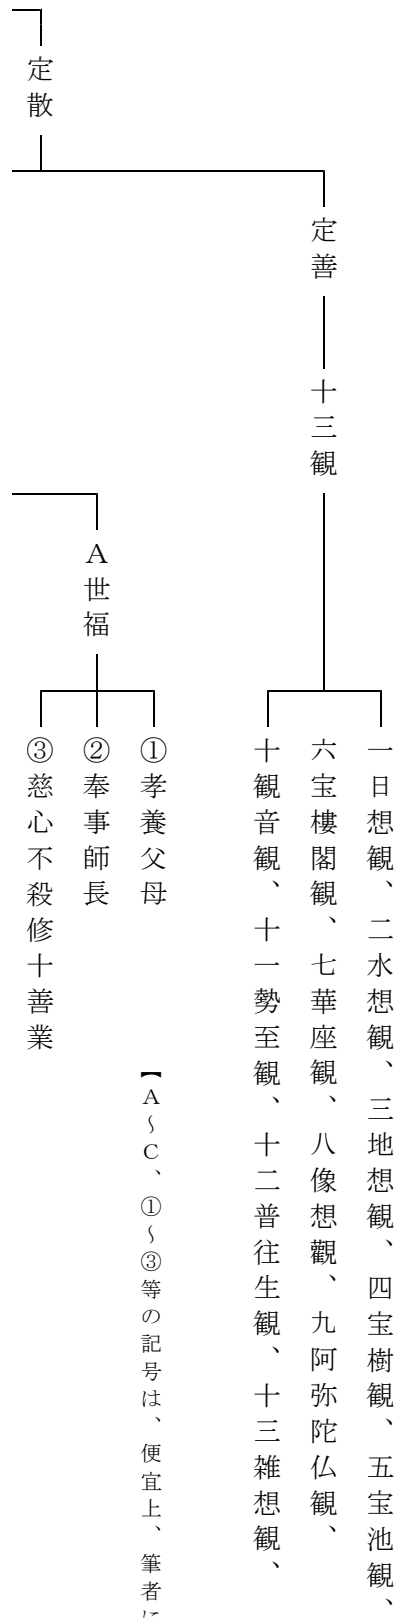 定散
定善
十三観
一日想観、二水想観、三地想観、四宝樹観、五宝池観、
六宝樓閣観、七華座観、八像想觀、九阿弥陀仏観、
十観音観、十一勢至観、十二普往生観、十三雑想観、
A世福
①孝養父母
②奉事師長
③慈心不殺修十善業
【A～C、①～③等の記号は、便宜上、筆者に